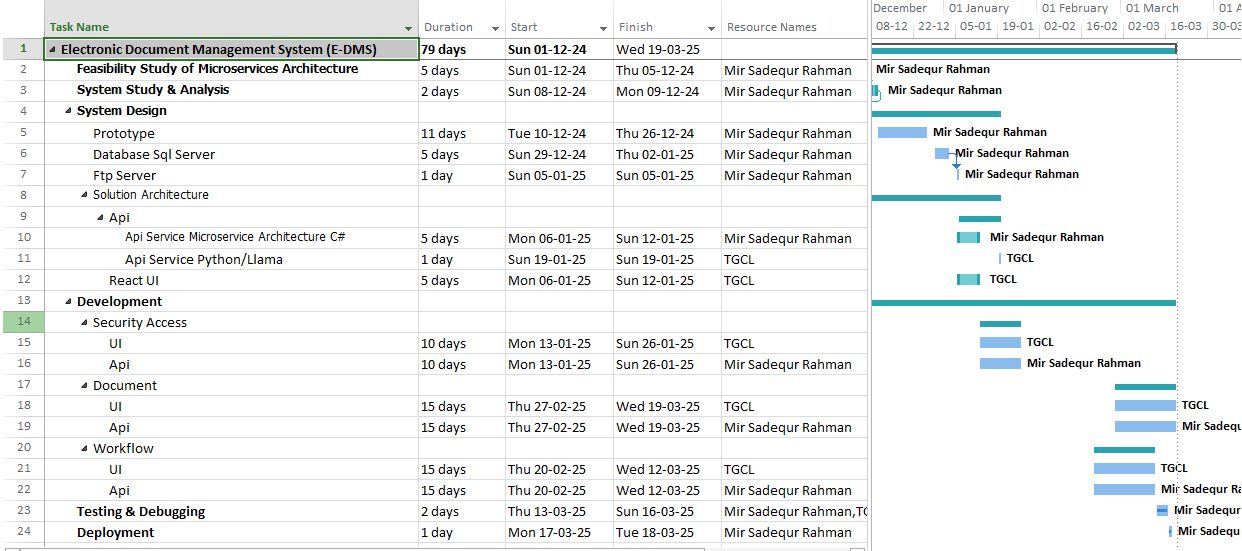 December 01 January 01 February 01 March 01 A
Task Name Duration Start Finish Resource Names 08-12 22-12 05-01 19-01 02-02 16-02 02-03 16-03 30-03
1 Electronic Document Management System (E-DMS) 79 days Sun 01-12-24 Wed 19-03-25
2 Feasibility Study of Microservices Architecture 5 days Sun 01-12-24 Thu 05-12-24 Mir Sadequr Rahman Mir Sadequr Rahman
3 System Study & Analysis 2 days Sun 08-12-24 Mon 09-12-24 Mir Sadequr Rahman Mir Sadequr Rahman
4 System Design
5 Prototype 11 days Tue 10-12-24 Thu 26-12-24 Mir Sadequr Rahman Mir Sadequr Rahman
6 Database Sql Server 5 days Sun 29-12-24 Thu 02-01-25 Mir Sadequr Rahman Mir Sadequr Rahman
7 Ftp Server 1 day Sun 05-01-25 Sun 05-01-25 Mir Sadequr Rahman Mir Sadequr Rahman
8 Solution Architecture
9 Api
10 Api Service Microservice Architecture C# 5 days Mon 06-01-25 Sun 12-01-25 Mir Sadequr Rahman Mir Sadequr Rahman
11 Api Service Python/Llama 1 day Sun 19-01-25 Sun 19-01-25 TGCL TGCL
12 React UI 5 days Mon 06-01-25 Sun 12-01-25 TGCL TGCL
13 Development
14 Security Access
15 UI 10 days Mon 13-01-25 Sun 26-01-25 TGCL TGCL
16 Api 10 days Mon 13-01-25 Sun 26-01-25 Mir Sadequr Rahman Mir Sadequr Rahman
17 Document
18 UI 15 days Thu 27-02-25 Wed 19-03-25 TGCL TGCL
19 Api 15 days Thu 27-02-25 Wed 19-03-25 Mir Sadequr Rahman Mir Sadequ
20 Workflow
21 UI 15 days Thu 20-02-25 Wed 12-03-25 TGCL TGCL
22 Api 15 days Thu 20-02-25 Wed 12-03-25 Mir Sadequr Rahman Mir Sadequr Ra
23 Testing & Debugging 2 days Thu 13-03-25 Sun 16-03-25 Mir Sadequr Rahman,TG Mir Sadequr
24 Deployment 1 day Mon 17-03-25 Tue 18-03-25 Mir Sadequr Rahman Mir Sadequr